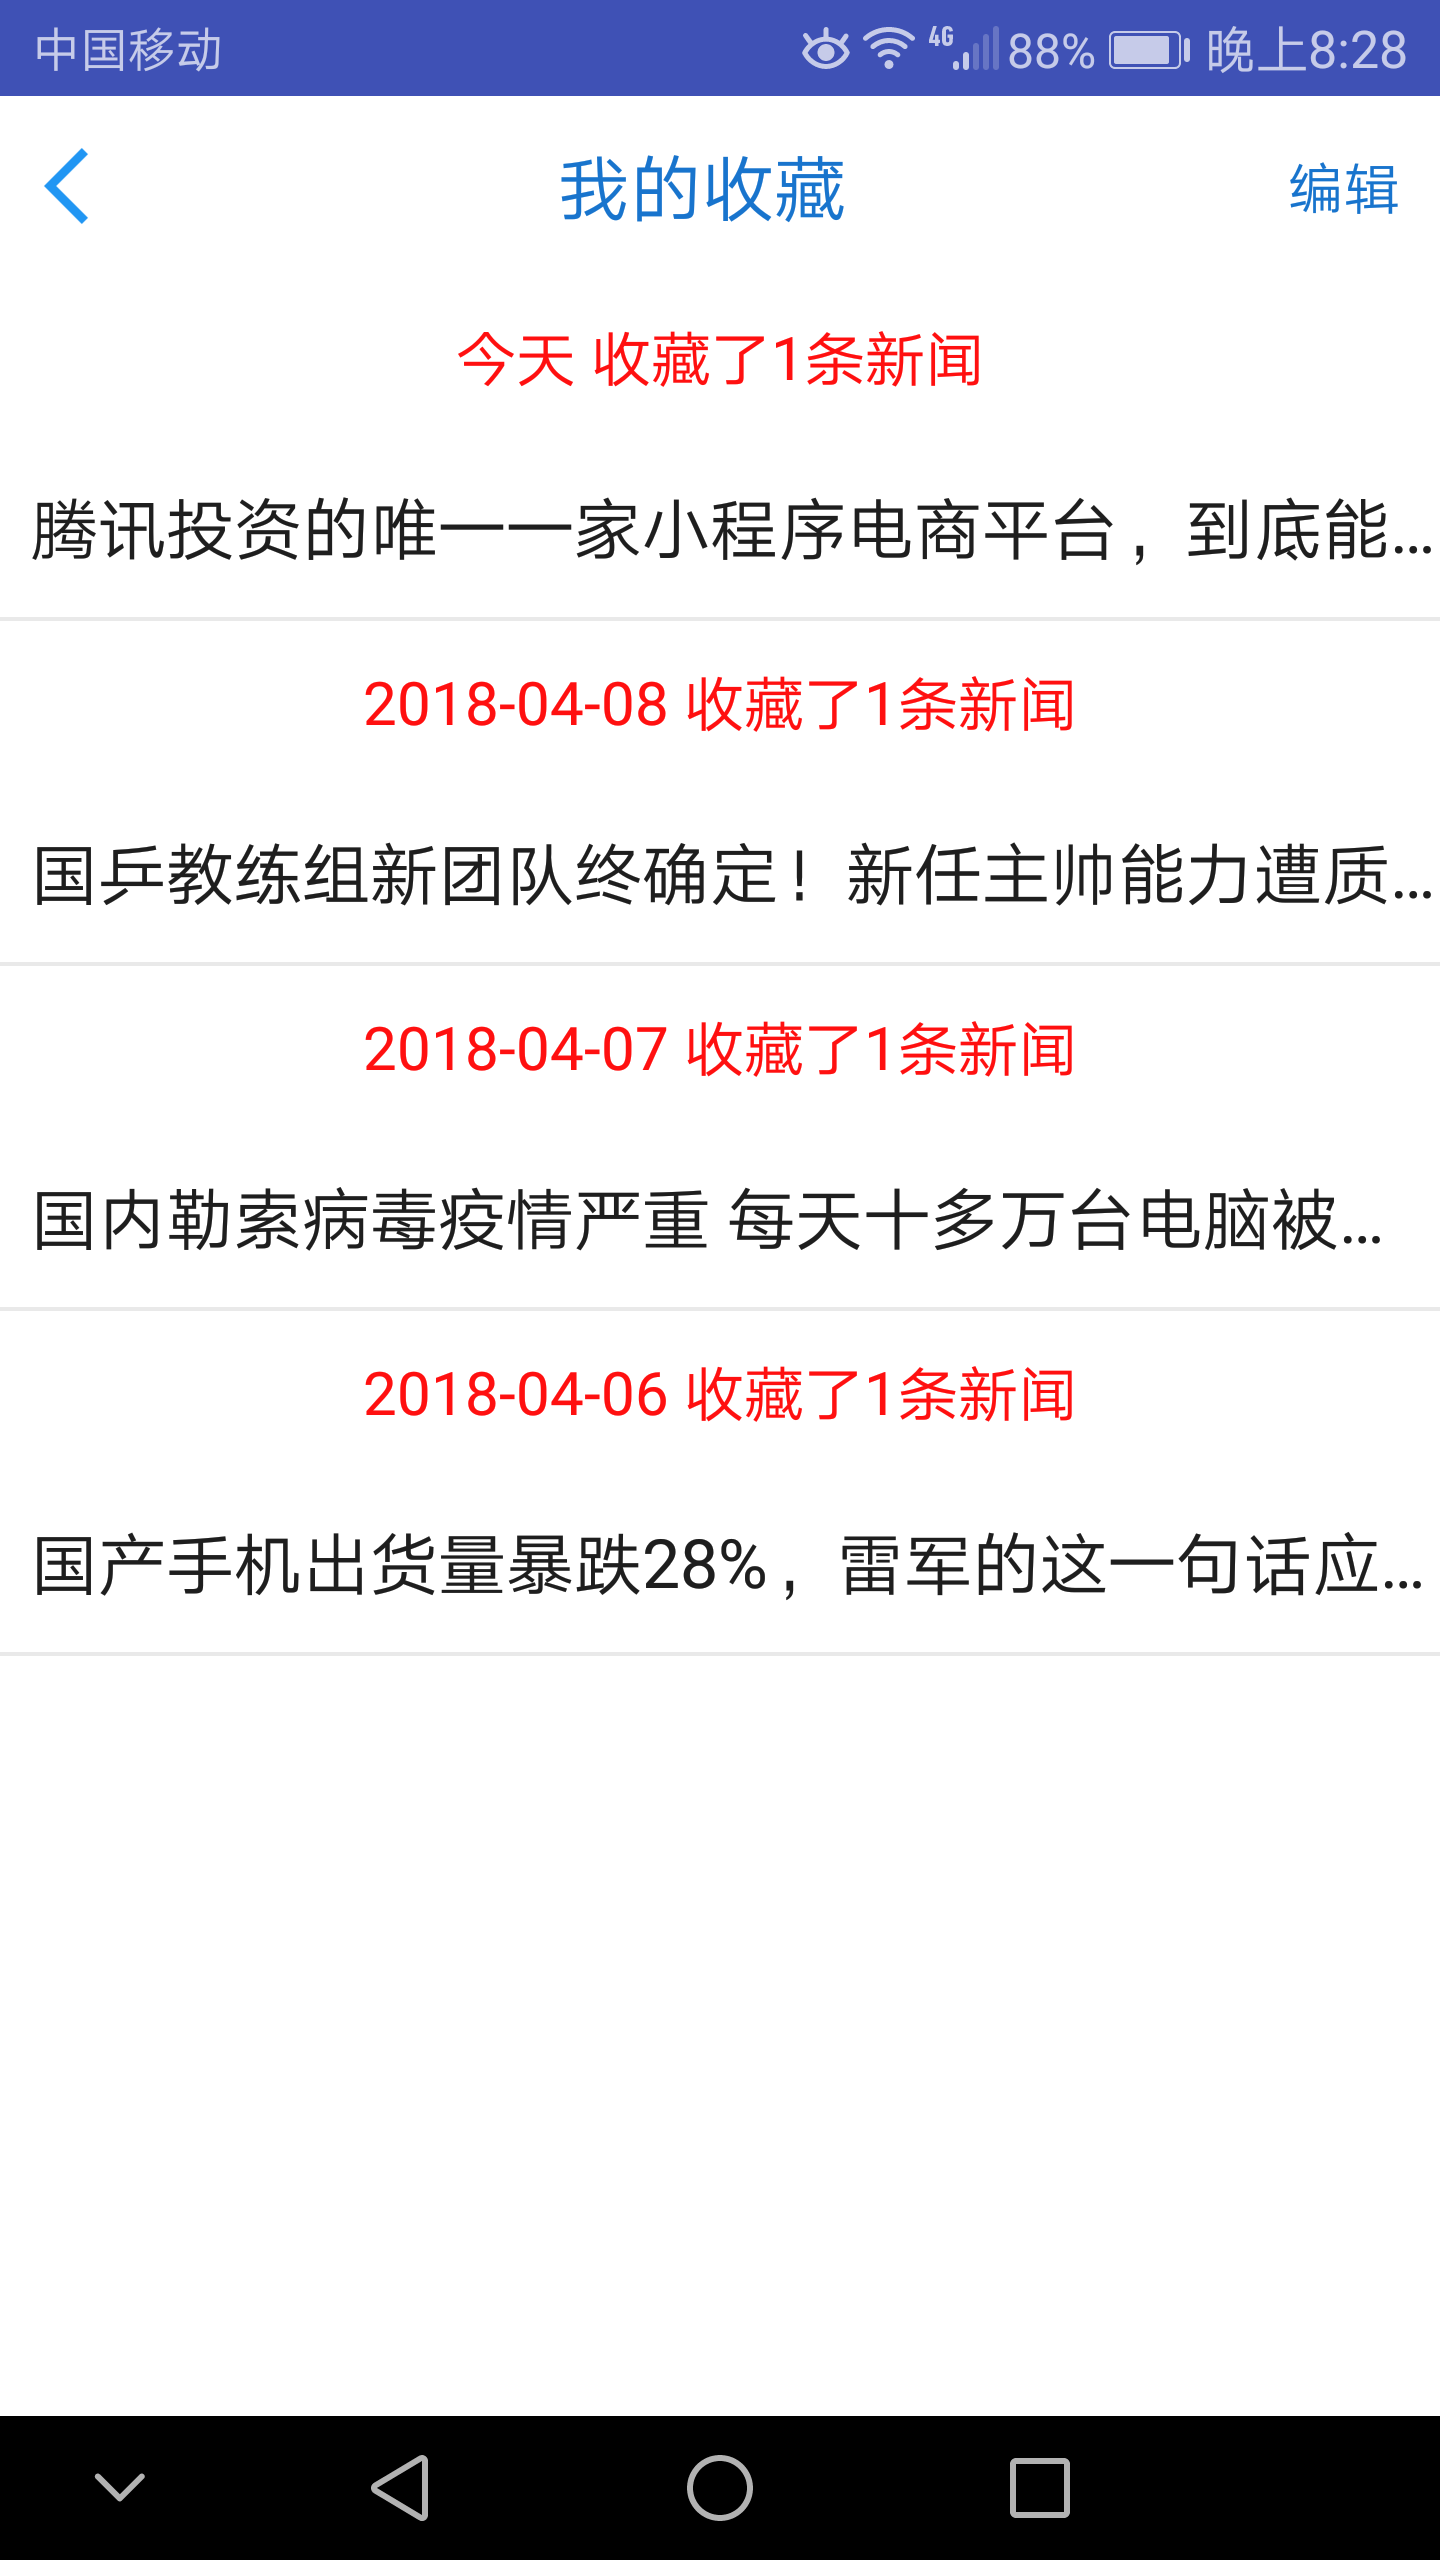 中国移动 4G 88% 晚上8:28
我的收藏 编辑
今天 收藏了1条新闻
腾讯投资的唯一一家小程序电商平台，到底能...
2018-04-08 收藏了1条新闻
国乒教练组新团队终确定！新任主帅能力遭质...
2018-04-07 收藏了1条新闻
国内勒索病毒疫情严重 每天十多万台电脑被...
2018-04-06 收藏了1条新闻
国产手机出货量暴跌28%，雷军的这一句话应...